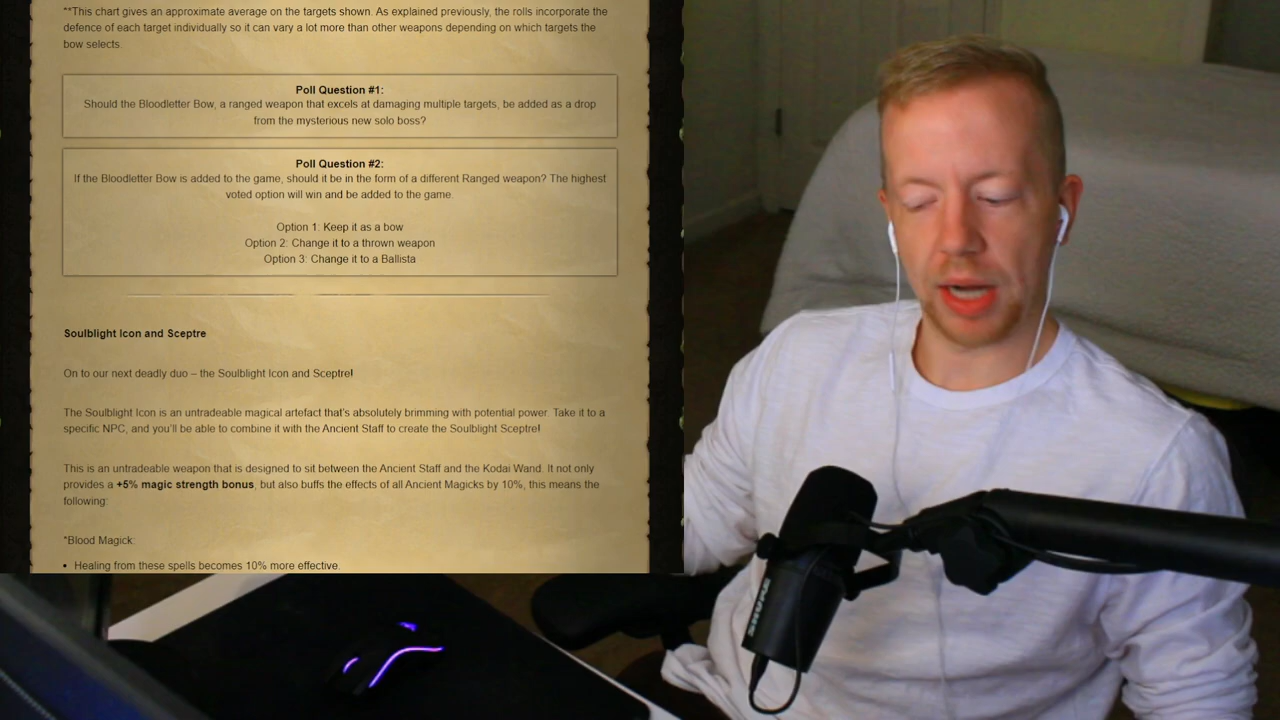 "*This chart gives an approximate average on the targets shown. As explained previously, the rolls incorporate the
defence of each target individually so it can vary a lot more than other weapons depending on which targets the
bow selects.
Poll Question #1:
Should the Bloodletter Bow, a ranged weapon that excels at damaging multiple targets, be added as a drop
from the mysterious new solo boss?
Poll Question #2:
If the Bloodletter Bow is added to the game, should it be in the form of a different Ranged weapon? The highest
voted option will win and be added to the game.
Option 1: Keep it as a bow
Option 2: Change it to a thrown weapon
Option 3: Change it to a Ballista
Soulblight Icon and Sceptre
On to our next deadly duo – the Soulblight Icon and Sceptre!
The Soulblight Icon is an untradeable magical artefact that's absolutely brimming with potential power. Take it to a
specific NPC, and you'll be able to combine it with the Ancient Staff to create the Soulblight Sceptre!
This is an untradeable weapon that is designed to sit between the Ancient Staff and the Kodai Wand. It not only
provides a +5% magic strength bonus, but also buffs the effects of all Ancient Magicks by 10%, this means the
following:
"Blood Magick:
• Healing from these spells becomes 10% more effective.
SHURE